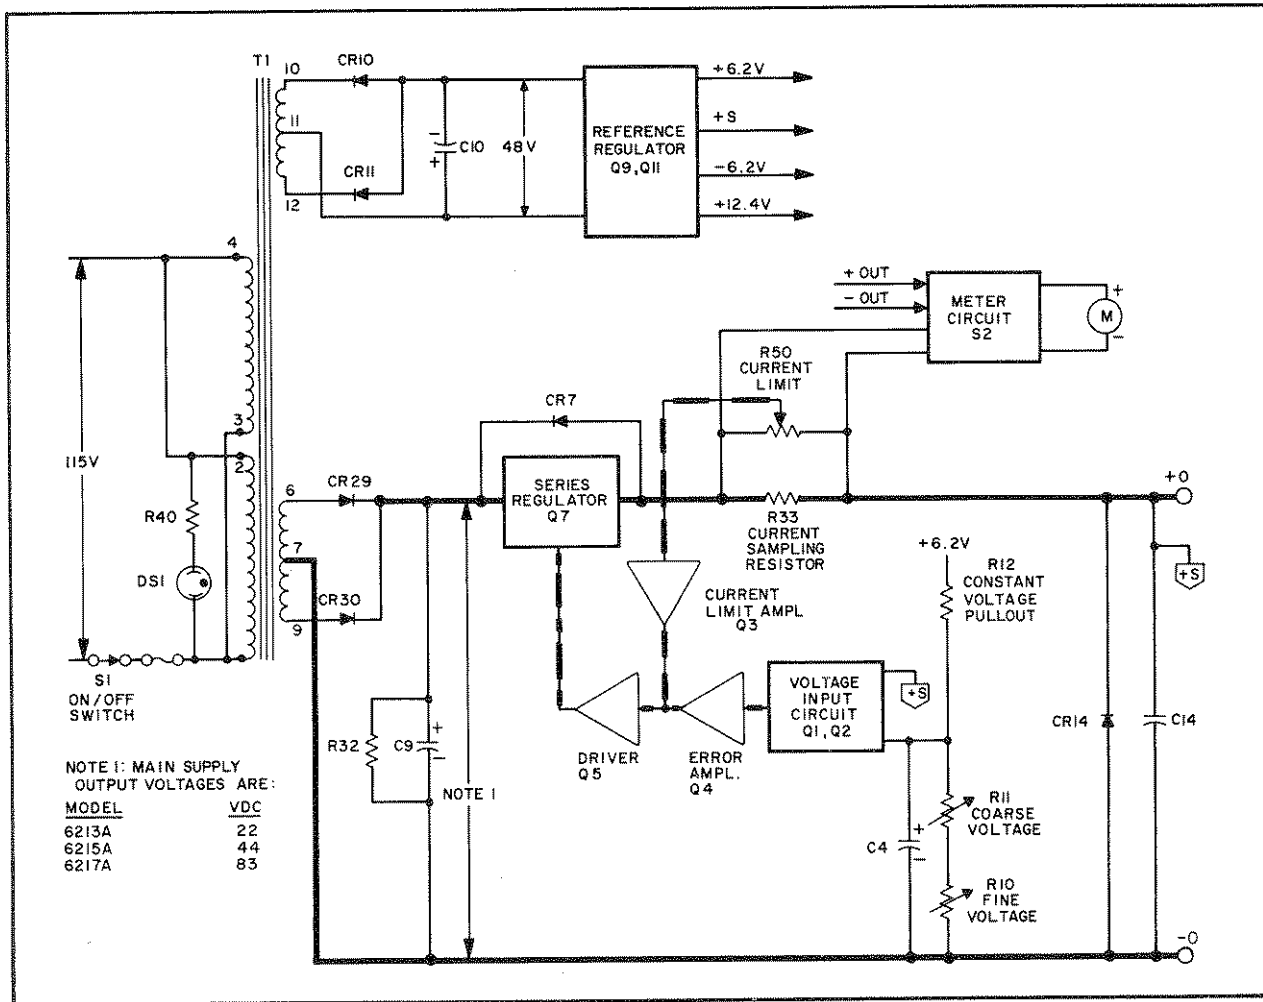 T1
10
CR10
11
CR11
12
C10
-
+
48V
REFERENCE
REGULATOR
Q9,Q11
+6.2V
+S
-6.2V
+12.4V
4
3
2
115V
R40
DS1
S1
ON/OFF
SWITCH
+ OUT
- OUT
METER
CIRCUIT
S2
+
M
-
R50
CURRENT
LIMIT
CR7
SERIES
REGULATOR
Q7
R33
CURRENT
SAMPLING
RESISTOR
6
CR29
7
CR30
9
CURRENT
LIMIT AMPL
Q3
+6.2V
R12
CONSTANT
VOLTAGE
PULLOUT
+O
+S
R32
C9
+
-
NOTE 1
DRIVER
Q5
ERROR
AMPL.
Q4
VOLTAGE
INPUT
CIRCUIT
Q1,Q2
+S
CR14
C14
R11
COARSE
VOLTAGE
C4
+
-
R10
FINE
VOLTAGE
-O
NOTE 1: MAIN SUPPLY
OUTPUT VOLTAGES ARE:
MODEL VDC
6213A 22
6215A 44
6217A 83